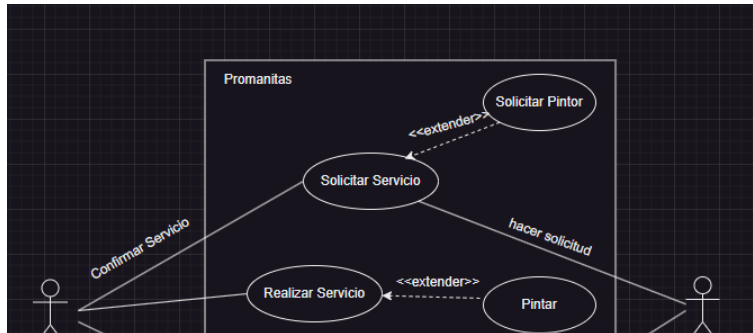 Promanitas
Solicitar Pintor
<<extender>>
Solicitar Servicio
Confirmar Servicio
hacer solicitud
Realizar Servicio
<<extender>>
Pintar